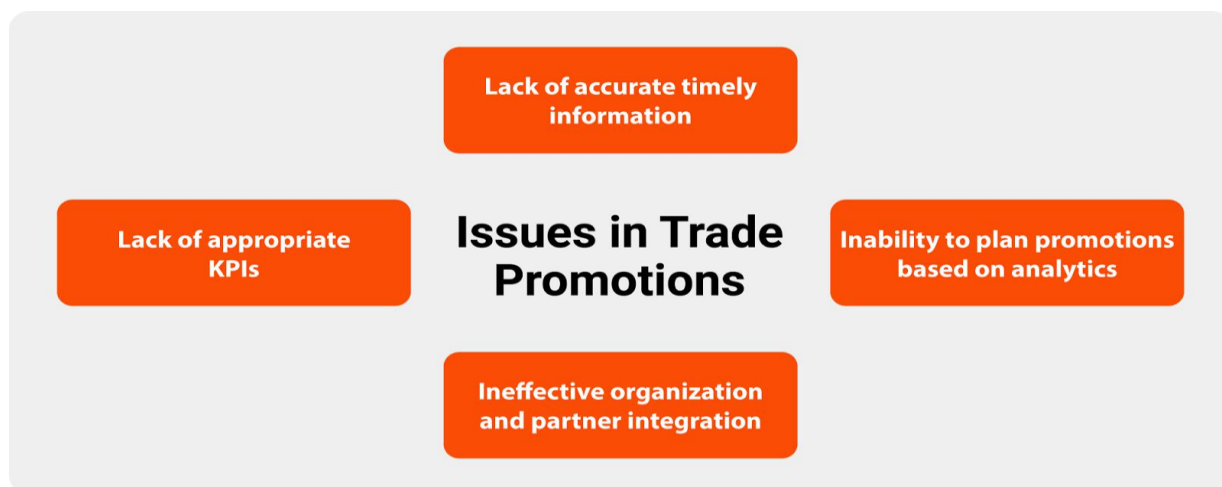 Lack of accurate timely
information
Lack of appropriate
KPIs
Issues in Trade
Promotions
Inability to plan promotions
based on analytics
Ineffective organization
and partner integration